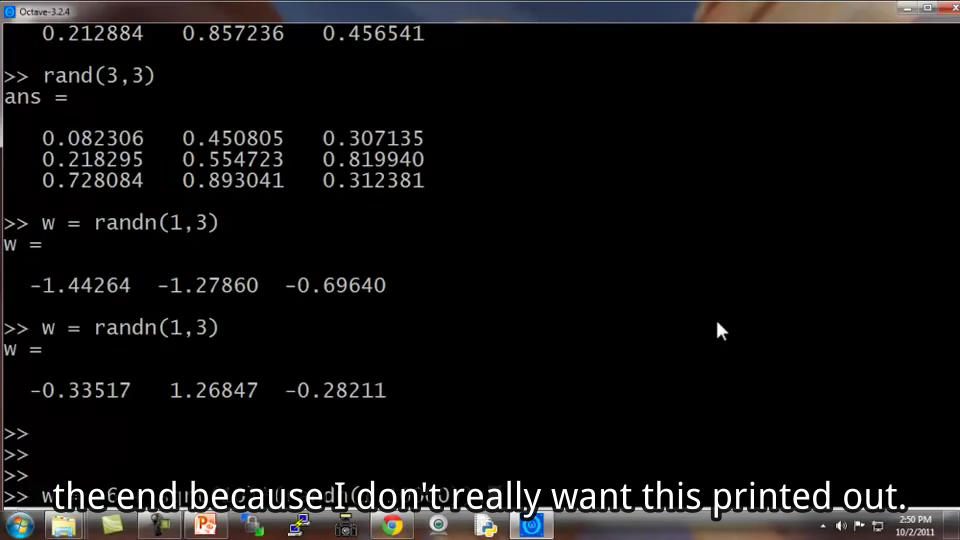 Octave-3.2.4
0.212884 0.857236 0.456541
>> rand(3,3)
ans =
0.082306 0.450805 0.307135
0.218295 0.554723 0.819940
0.728084 0.893041 0.312381
>> w = randn(1,3)
w =
-1.44264 -1.27860 -0.69640
>> w = randn(1,3)
w =
-0.33517 1.26847 -0.28211
>>
>>
>>
>> w
the end because I don't really want this printed out.
2:50 PM
10/2/2011